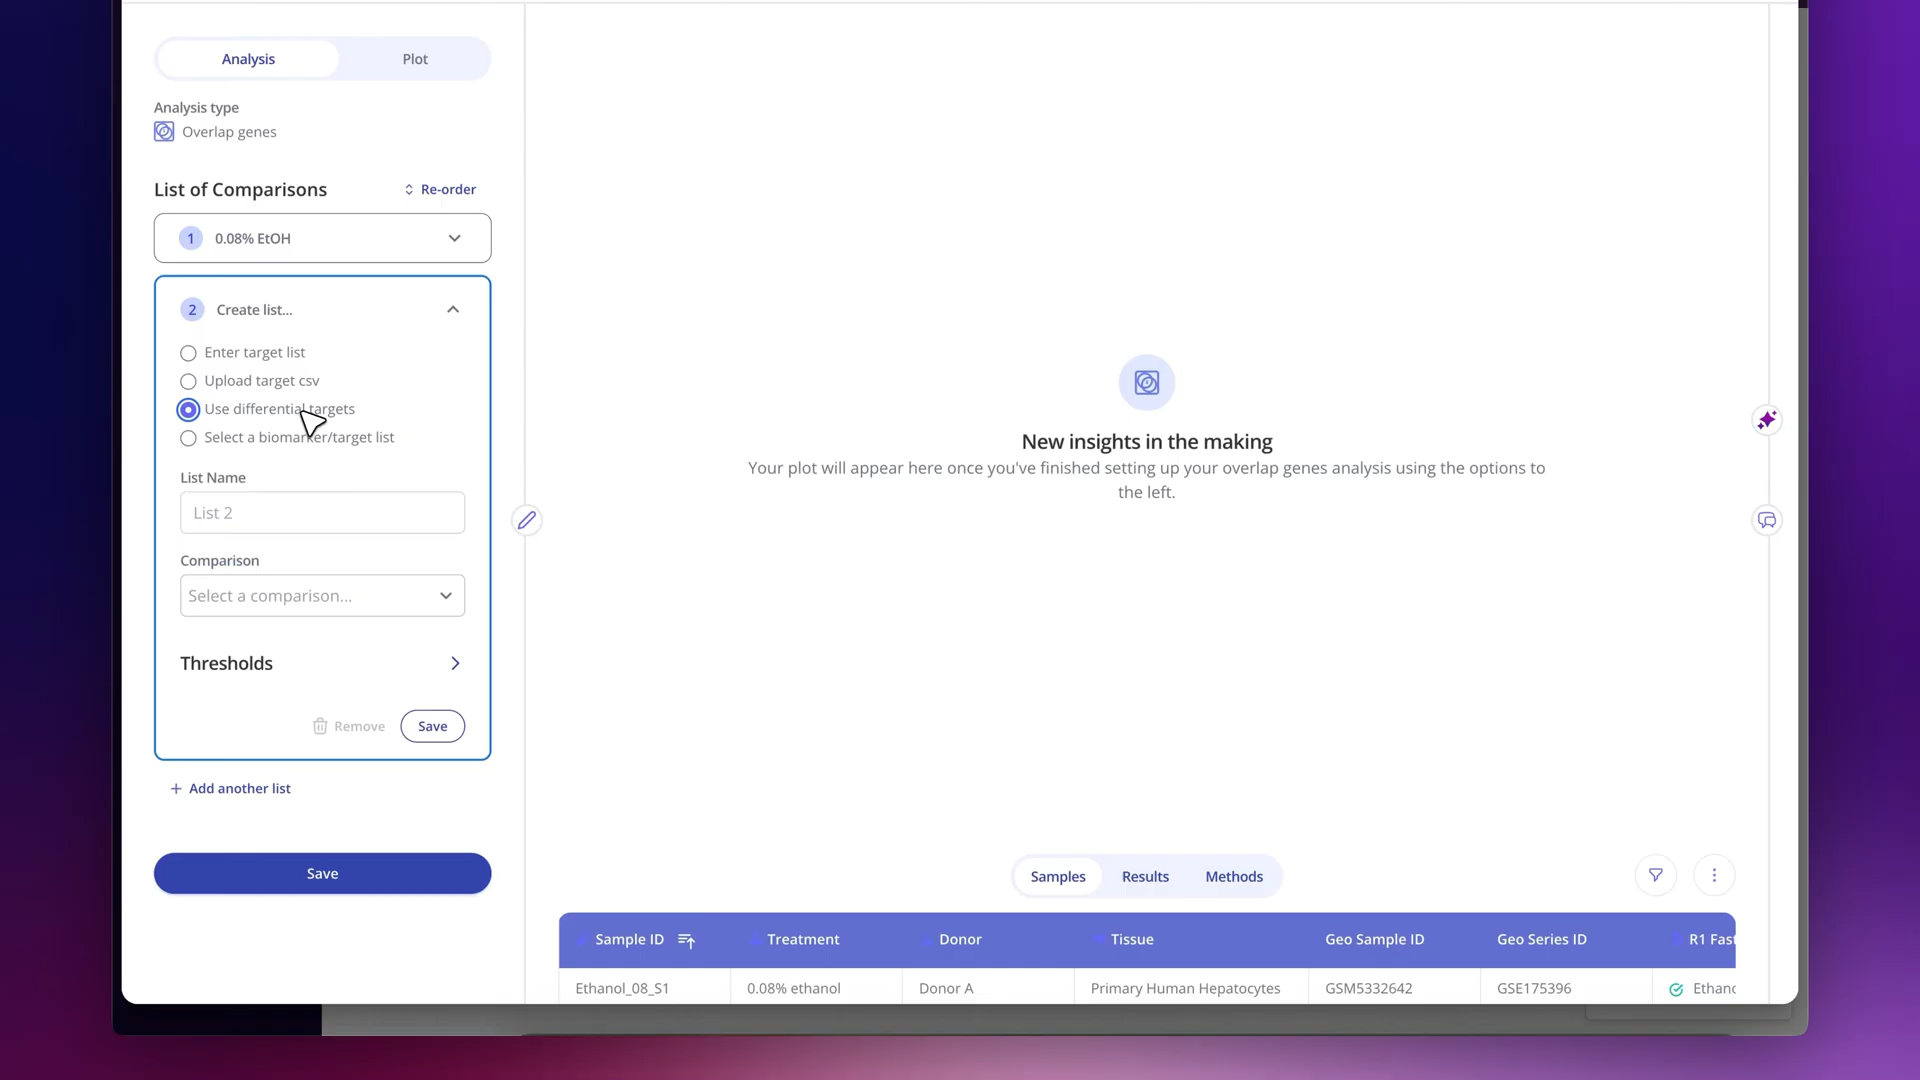 Analysis
Plot
Analysis type
Overlap genes
List of Comparisons
Re-order
1
0.08% EtOH
2
Create list...
Enter target list
Upload target csv
Use differential targets
Select a biomarker/target list
List Name
List 2
Comparison
Select a comparison...
Thresholds
Remove
Save
Add another list
Save
New insights in the making
Your plot will appear here once you've finished setting up your overlap genes analysis using the options to
the left.
Samples
Results
Methods
Sample ID
Treatment
Donor
Tissue
Geo Sample ID
Geo Series ID
R1 Fast
Ethanol_08_S1
0.08% ethanol
Donor A
Primary Human Hepatocytes
GSM5332642
GSE175396
Ethano